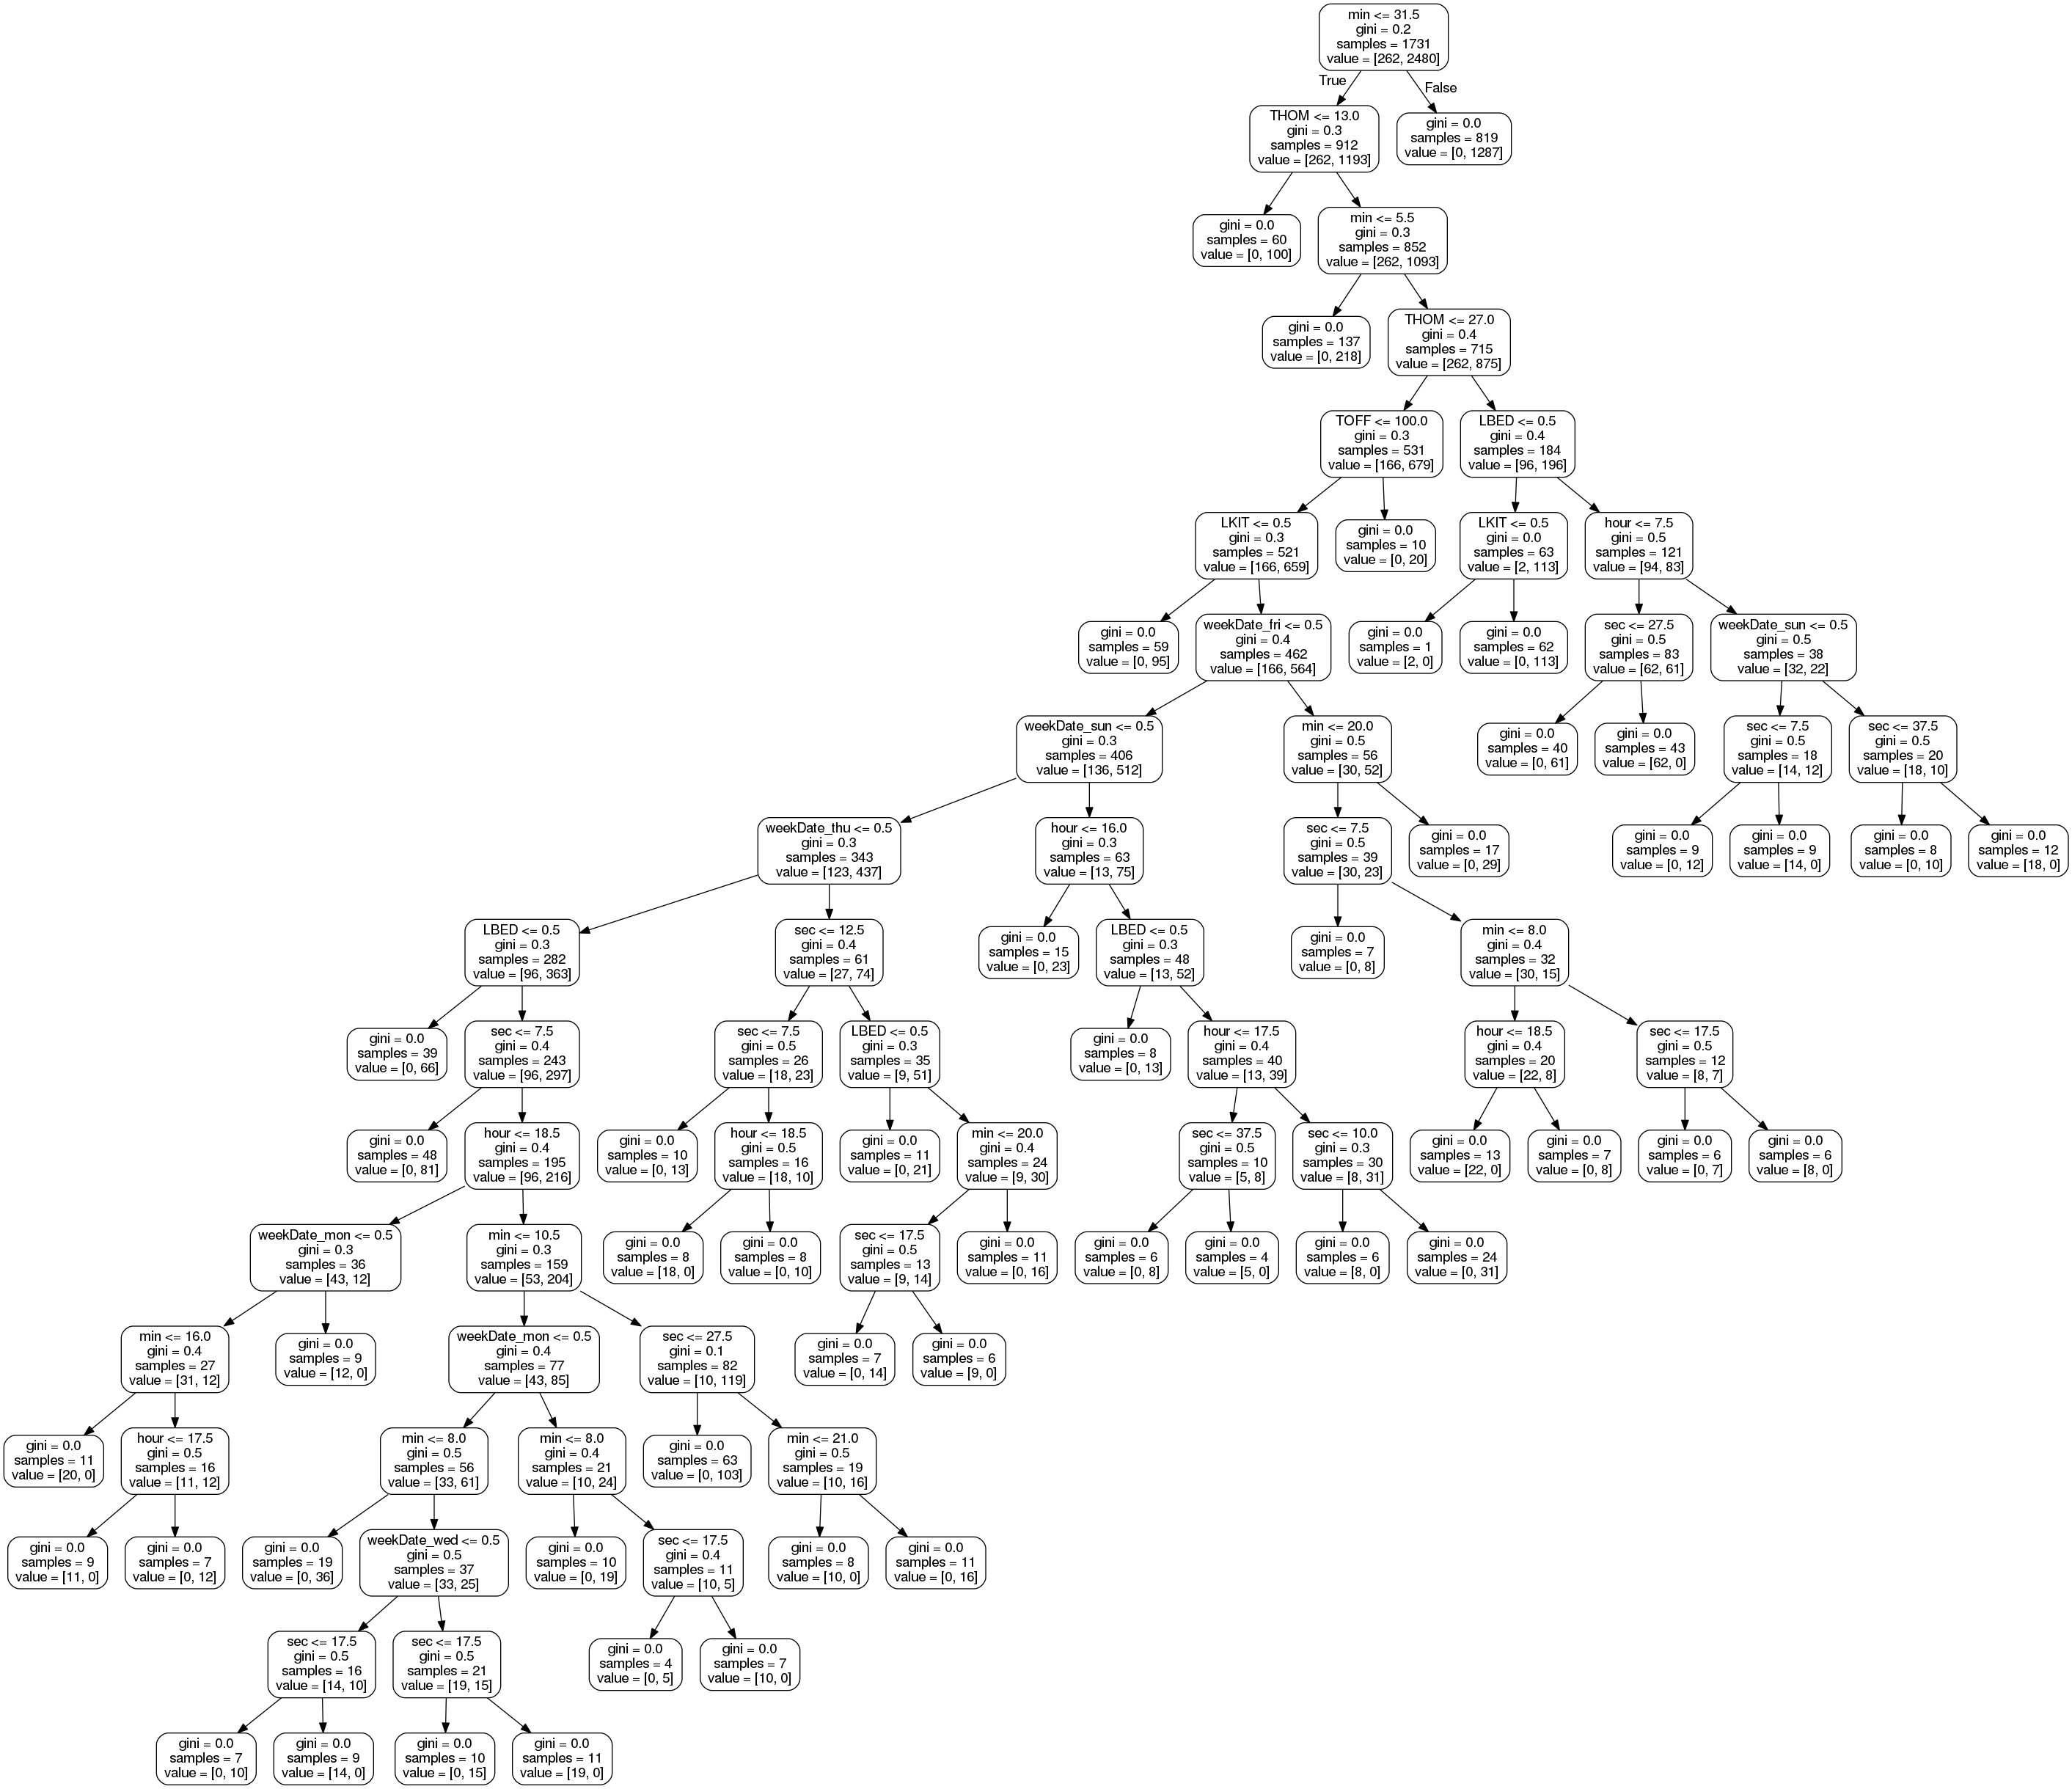 min <= 31.5
gini = 0.2
samples = 1731
value = [262, 2480]
True
False
THOM <= 13.0
gini = 0.3
samples = 912
value = [262, 1193]
gini = 0.0
samples = 819
value = [0, 1287]
gini = 0.0
samples = 60
value = [0, 100]
min <= 5.5
gini = 0.3
samples = 852
value = [262, 1093]
gini = 0.0
samples = 137
value = [0, 218]
THOM <= 27.0
gini = 0.4
samples = 715
value = [262, 875]
TOFF <= 100.0
gini = 0.3
samples = 531
value = [166, 679]
LBED <= 0.5
gini = 0.4
samples = 184
value = [96, 196]
LKIT <= 0.5
gini = 0.3
samples = 521
value = [166, 659]
gini = 0.0
samples = 10
value = [0, 20]
LKIT <= 0.5
gini = 0.0
samples = 63
value = [2, 113]
hour <= 7.5
gini = 0.5
samples = 121
value = [94, 83]
gini = 0.0
samples = 59
value = [0, 95]
weekDate_fri <= 0.5
gini = 0.4
samples = 462
value = [166, 564]
gini = 0.0
samples = 1
value = [2, 0]
gini = 0.0
samples = 62
value = [0, 113]
sec <= 27.5
gini = 0.5
samples = 83
value = [62, 61]
weekDate_sun <= 0.5
gini = 0.5
samples = 38
value = [32, 22]
weekDate_sun <= 0.5
gini = 0.3
samples = 406
value = [136, 512]
min <= 20.0
gini = 0.5
samples = 56
value = [30, 52]
gini = 0.0
samples = 40
value = [0, 61]
gini = 0.0
samples = 43
value = [62, 0]
sec <= 7.5
gini = 0.5
samples = 18
value = [14, 12]
sec <= 37.5
gini = 0.5
samples = 20
value = [18, 10]
weekDate_thu <= 0.5
gini = 0.3
samples = 343
value = [123, 437]
hour <= 16.0
gini = 0.3
samples = 63
value = [13, 75]
sec <= 7.5
gini = 0.5
samples = 39
value = [30, 23]
gini = 0.0
samples = 17
value = [0, 29]
gini = 0.0
samples = 9
value = [0, 12]
gini = 0.0
samples = 9
value = [14, 0]
gini = 0.0
samples = 8
value = [0, 10]
gini = 0.0
samples = 12
value = [18, 0]
LBED <= 0.5
gini = 0.3
samples = 282
value = [96, 363]
sec <= 12.5
gini = 0.4
samples = 61
value = [27, 74]
gini = 0.0
samples = 15
value = [0, 23]
LBED <= 0.5
gini = 0.3
samples = 48
value = [13, 52]
gini = 0.0
samples = 7
value = [0, 8]
min <= 8.0
gini = 0.4
samples = 32
value = [30, 15]
gini = 0.0
samples = 39
value = [0, 66]
sec <= 7.5
gini = 0.4
samples = 243
value = [96, 297]
sec <= 7.5
gini = 0.5
samples = 26
value = [18, 23]
LBED <= 0.5
gini = 0.3
samples = 35
value = [9, 51]
gini = 0.0
samples = 8
value = [0, 13]
hour <= 17.5
gini = 0.4
samples = 40
value = [13, 39]
hour <= 18.5
gini = 0.4
samples = 20
value = [22, 8]
sec <= 17.5
gini = 0.5
samples = 12
value = [8, 7]
gini = 0.0
samples = 48
value = [0, 81]
hour <= 18.5
gini = 0.4
samples = 195
value = [96, 216]
gini = 0.0
samples = 10
value = [0, 13]
hour <= 18.5
gini = 0.5
samples = 16
value = [18, 10]
gini = 0.0
samples = 11
value = [0, 21]
min <= 20.0
gini = 0.4
samples = 24
value = [9, 30]
sec <= 37.5
gini = 0.5
samples = 10
value = [5, 8]
sec <= 10.0
gini = 0.3
samples = 30
value = [8, 31]
gini = 0.0
samples = 13
value = [22, 0]
gini = 0.0
samples = 7
value = [0, 8]
gini = 0.0
samples = 6
value = [0, 7]
gini = 0.0
samples = 6
value = [8, 0]
weekDate_mon <= 0.5
gini = 0.3
samples = 36
value = [43, 12]
min <= 10.5
gini = 0.3
samples = 159
value = [53, 204]
gini = 0.0
samples = 8
value = [18, 0]
gini = 0.0
samples = 8
value = [0, 10]
sec <= 17.5
gini = 0.5
samples = 13
value = [9, 14]
gini = 0.0
samples = 11
value = [0, 16]
gini = 0.0
samples = 6
value = [0, 8]
gini = 0.0
samples = 4
value = [5, 0]
gini = 0.0
samples = 6
value = [8, 0]
gini = 0.0
samples = 24
value = [0, 31]
min <= 16.0
gini = 0.4
samples = 27
value = [31, 12]
gini = 0.0
samples = 9
value = [12, 0]
weekDate_mon <= 0.5
gini = 0.4
samples = 77
value = [43, 85]
sec <= 27.5
gini = 0.1
samples = 82
value = [10, 119]
gini = 0.0
samples = 7
value = [0, 14]
gini = 0.0
samples = 6
value = [9, 0]
gini = 0.0
samples = 11
value = [20, 0]
hour <= 17.5
gini = 0.5
samples = 16
value = [11, 12]
min <= 8.0
gini = 0.5
samples = 56
value = [33, 61]
min <= 8.0
gini = 0.4
samples = 21
value = [10, 24]
gini = 0.0
samples = 63
value = [0, 103]
min <= 21.0
gini = 0.5
samples = 19
value = [10, 16]
gini = 0.0
samples = 9
value = [11, 0]
gini = 0.0
samples = 7
value = [0, 12]
gini = 0.0
samples = 19
value = [0, 36]
weekDate_wed <= 0.5
gini = 0.5
samples = 37
value = [33, 25]
gini = 0.0
samples = 10
value = [0, 19]
sec <= 17.5
gini = 0.4
samples = 11
value = [10, 5]
gini = 0.0
samples = 8
value = [10, 0]
gini = 0.0
samples = 11
value = [0, 16]
sec <= 17.5
gini = 0.5
samples = 16
value = [14, 10]
sec <= 17.5
gini = 0.5
samples = 21
value = [19, 15]
gini = 0.0
samples = 4
value = [0, 5]
gini = 0.0
samples = 7
value = [10, 0]
gini = 0.0
samples = 7
value = [0, 10]
gini = 0.0
samples = 9
value = [14, 0]
gini = 0.0
samples = 10
value = [0, 15]
gini = 0.0
samples = 11
value = [19, 0]